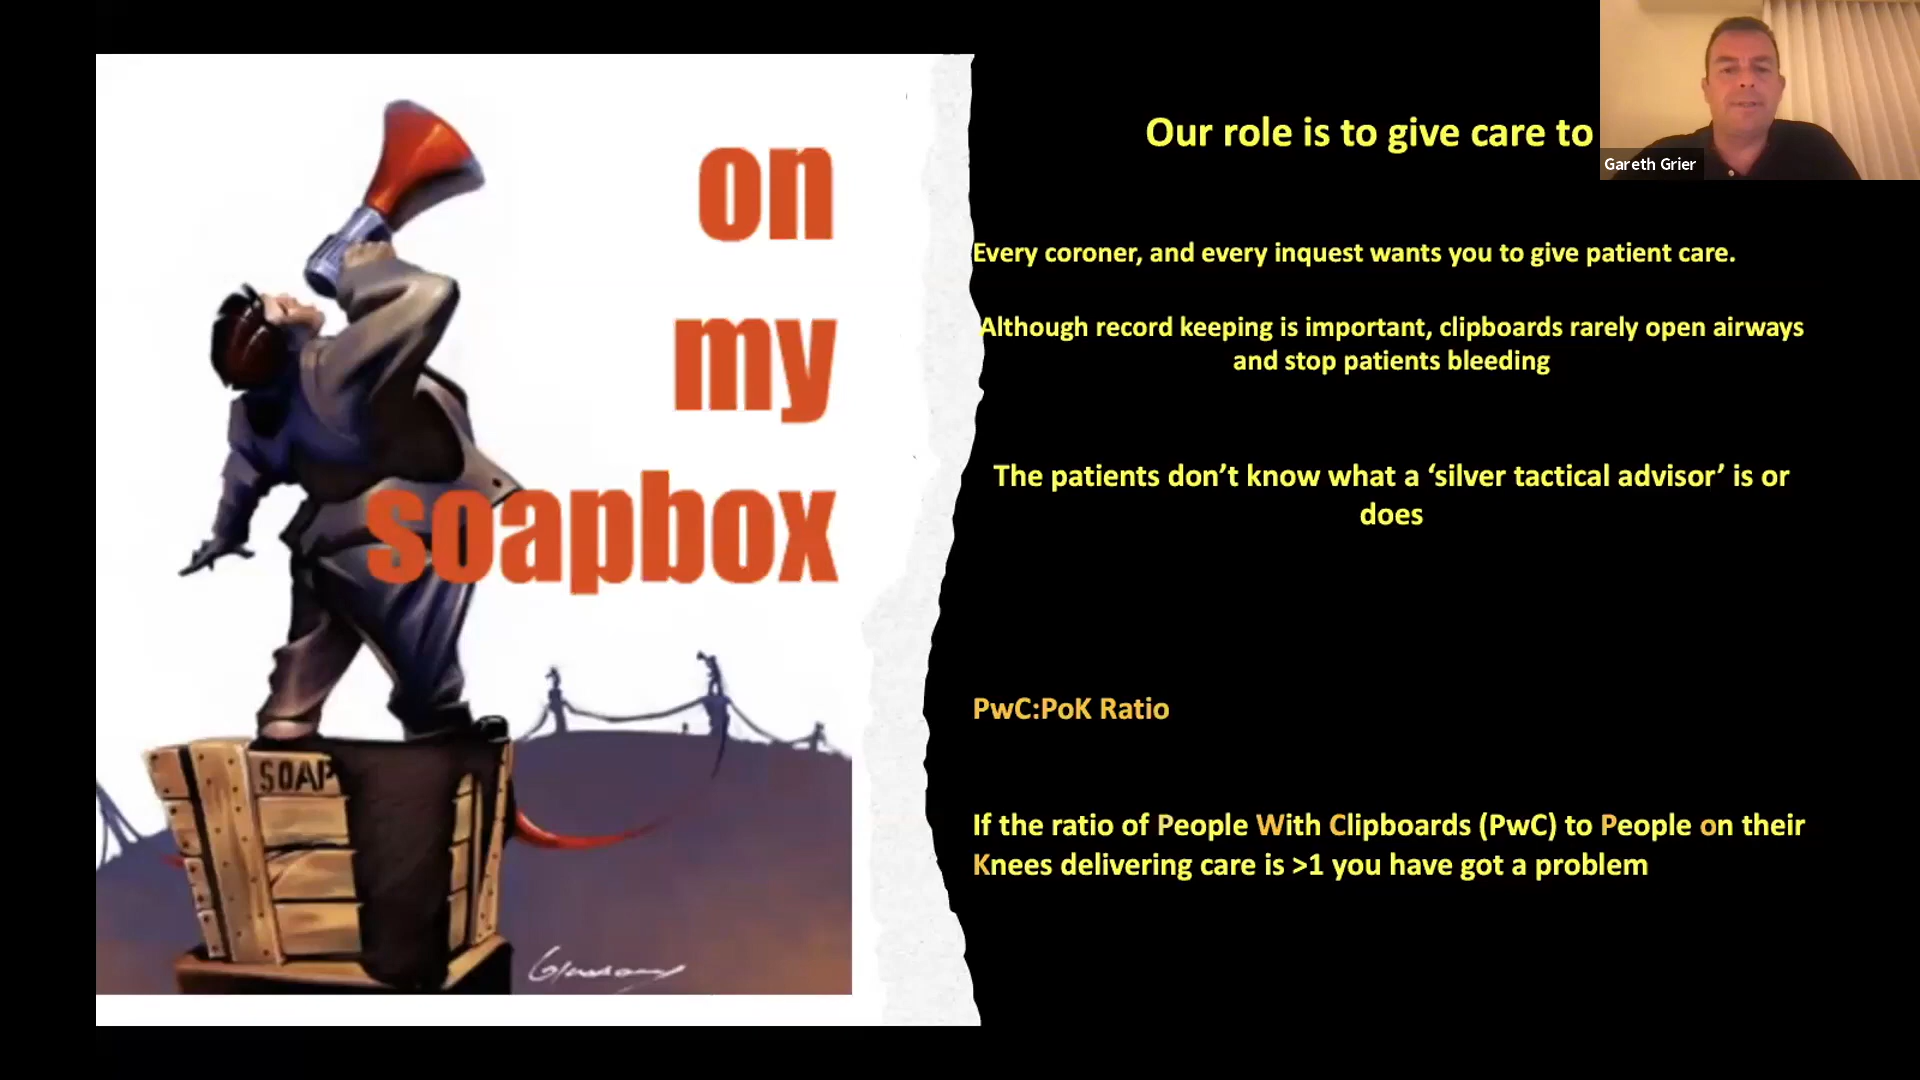 on
my
soapbox
SOAP
Our role is to give care to
Gareth Grier
Every coroner, and every inquest wants you to give patient care.
Although record keeping is important, clipboards rarely open airways
and stop patients bleeding
The patients don’t know what a ‘silver tactical advisor’ is or
does
PwC:PoK Ratio
If the ratio of People With Clipboards (PwC) to People on their
Knees delivering care is >1 you have got a problem